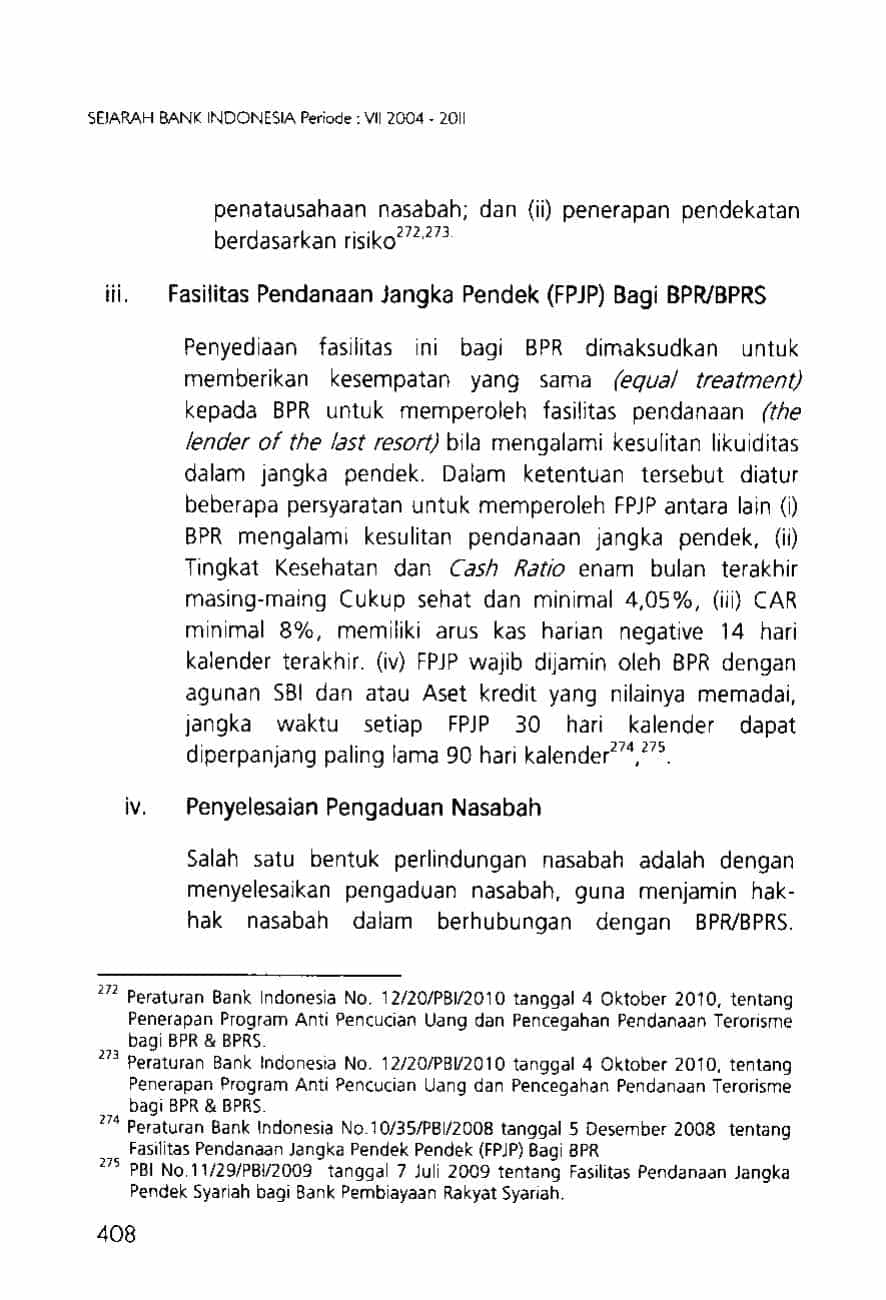 SEJARAH BANK INDONESIA Periode : VII 2004 - 2011
penatausahaan nasabah; dan (ii) penerapan pendekatan
berdasarkan risiko272,273.
iii. Fasilitas Pendanaan Jangka Pendek (FPJP) Bagi BPR/BPRS
Penyediaan fasilitas ini bagi BPR dimaksudkan untuk
memberikan kesempatan yang sama (equal treatment)
kepada BPR untuk memperoleh fasilitas pendanaan (the
lender of the last resort) bila mengalami kesulitan likuiditas
dalam jangka pendek. Dalam ketentuan tersebut diatur
beberapa persyaratan untuk memperoleh FPJP antara lain (i)
BPR mengalami kesulitan pendanaan jangka pendek, (ii)
Tingkat Kesehatan dan Cash Ratio enam bulan terakhir
masing-maing Cukup sehat dan minimal 4,05%, (iii) CAR
minimal 8%, memiliki arus kas harian negative 14 hari
kalender terakhir. (iv) FPJP wajib dijamin oleh BPR dengan
agunan SBI dan atau Aset kredit yang nilainya memadai,
jangka waktu setiap FPJP 30 hari kalender dapat
diperpanjang paling lama 90 hari kalender274,275.
iv. Penyelesaian Pengaduan Nasabah
Salah satu bentuk perlindungan nasabah adalah dengan
menyelesaikan pengaduan nasabah, guna menjamin hak-
hak nasabah dalam berhubungan dengan BPR/BPRS.
272 Peraturan Bank Indonesia No. 12/20/PBI/2010 tanggal 4 Oktober 2010, tentang
Penerapan Program Anti Pencucian Uang dan Pencegahan Pendanaan Terorisme
bagi BPR & BPRS.
273 Peraturan Bank Indonesia No. 12/20/PBI/2010 tanggal 4 Oktober 2010, tentang
Penerapan Program Anti Pencucian Uang dan Pencegahan Pendanaan Terorisme
bagi BPR & BPRS.
274 Peraturan Bank Indonesia No.10/35/PBI/2008 tanggal 5 Desember 2008 tentang
Fasilitas Pendanaan Jangka Pendek Pendek (FPJP) Bagi BPR
275 PBI No.11/29/PBI/2009 tanggal 7 Juli 2009 tentang Fasilitas Pendanaan Jangka
Pendek Syariah bagi Bank Pembiayaan Rakyat Syariah.
408